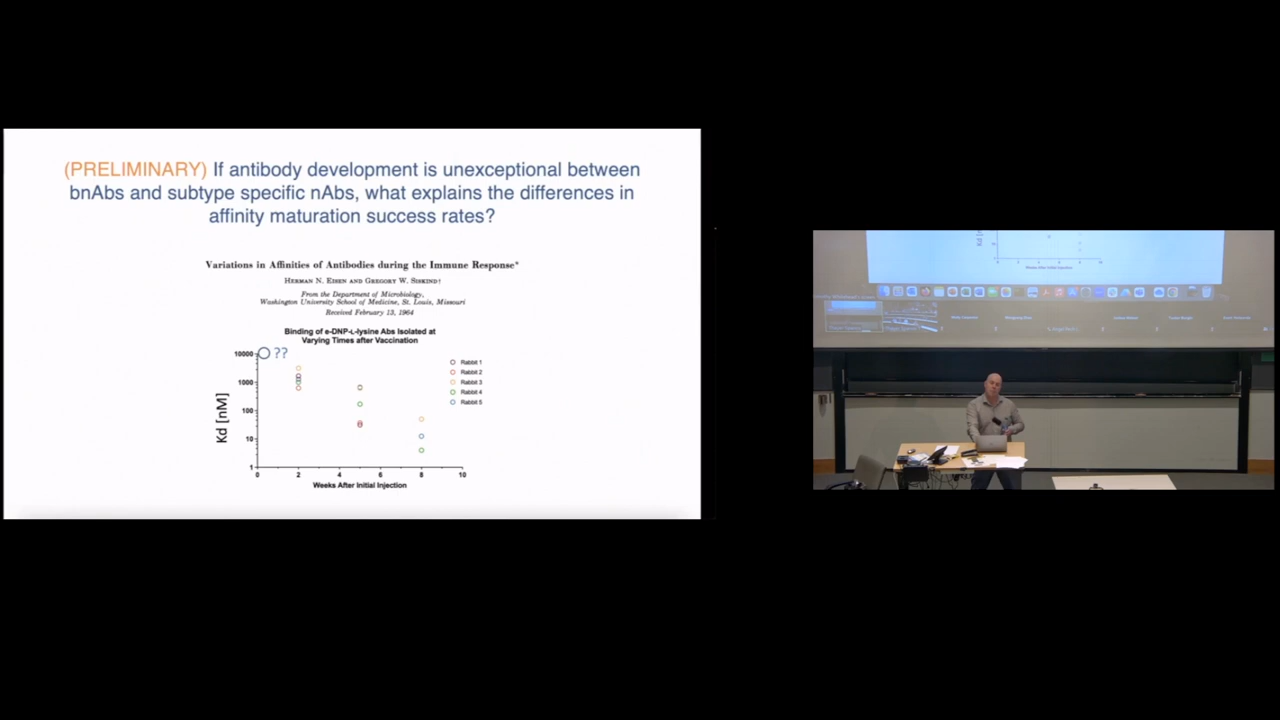 (PRELIMINARY) If antibody development is unexceptional between
bnAbs and subtype specific nAbs, what explains the differences in
affinity maturation success rates?
Variations in Affinities of Antibodies during the Immune Response*
HERMAN N. EISEN AND GREGORY W. SISKIND†
From the Department of Microbiology,
Washington University School of Medicine, St. Louis, Missouri
Received February 13, 1964
Binding of e-DNP-L-lysine Abs Isolated at
Varying Times after Vaccination
??
Kd [nM]
10000
1000
100
10
1
0 2 4 6 8 10
Weeks After Initial Injection
Rabbit 1
Rabbit 2
Rabbit 3
Rabbit 4
Rabbit 5